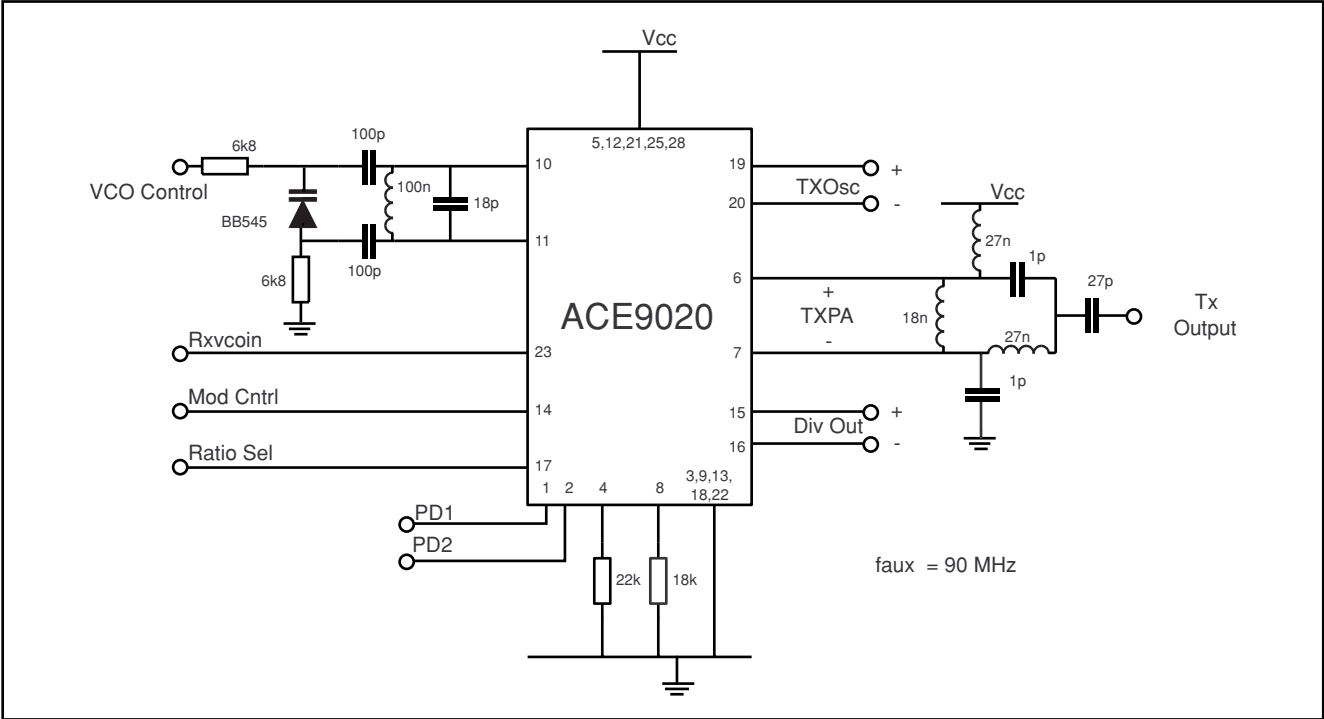 Vcc
5,12,21,25,28
100p
6k8
10
19
+
VCO Control
100n
18p
TXOsc
20
-
Vcc
BB545
11
27n
100p
6k8
6
1p
27p
+
ACE9020
TXPA
18n
Tx
Output
-
27n
Rxvcoin
23
7
1p
Mod Cntrl
14
15
+
Div Out
16
-
Ratio Sel
17
3,9,13,
18,22
1
2
4
8
PD1
PD2
22k
18k
faux = 90 MHz